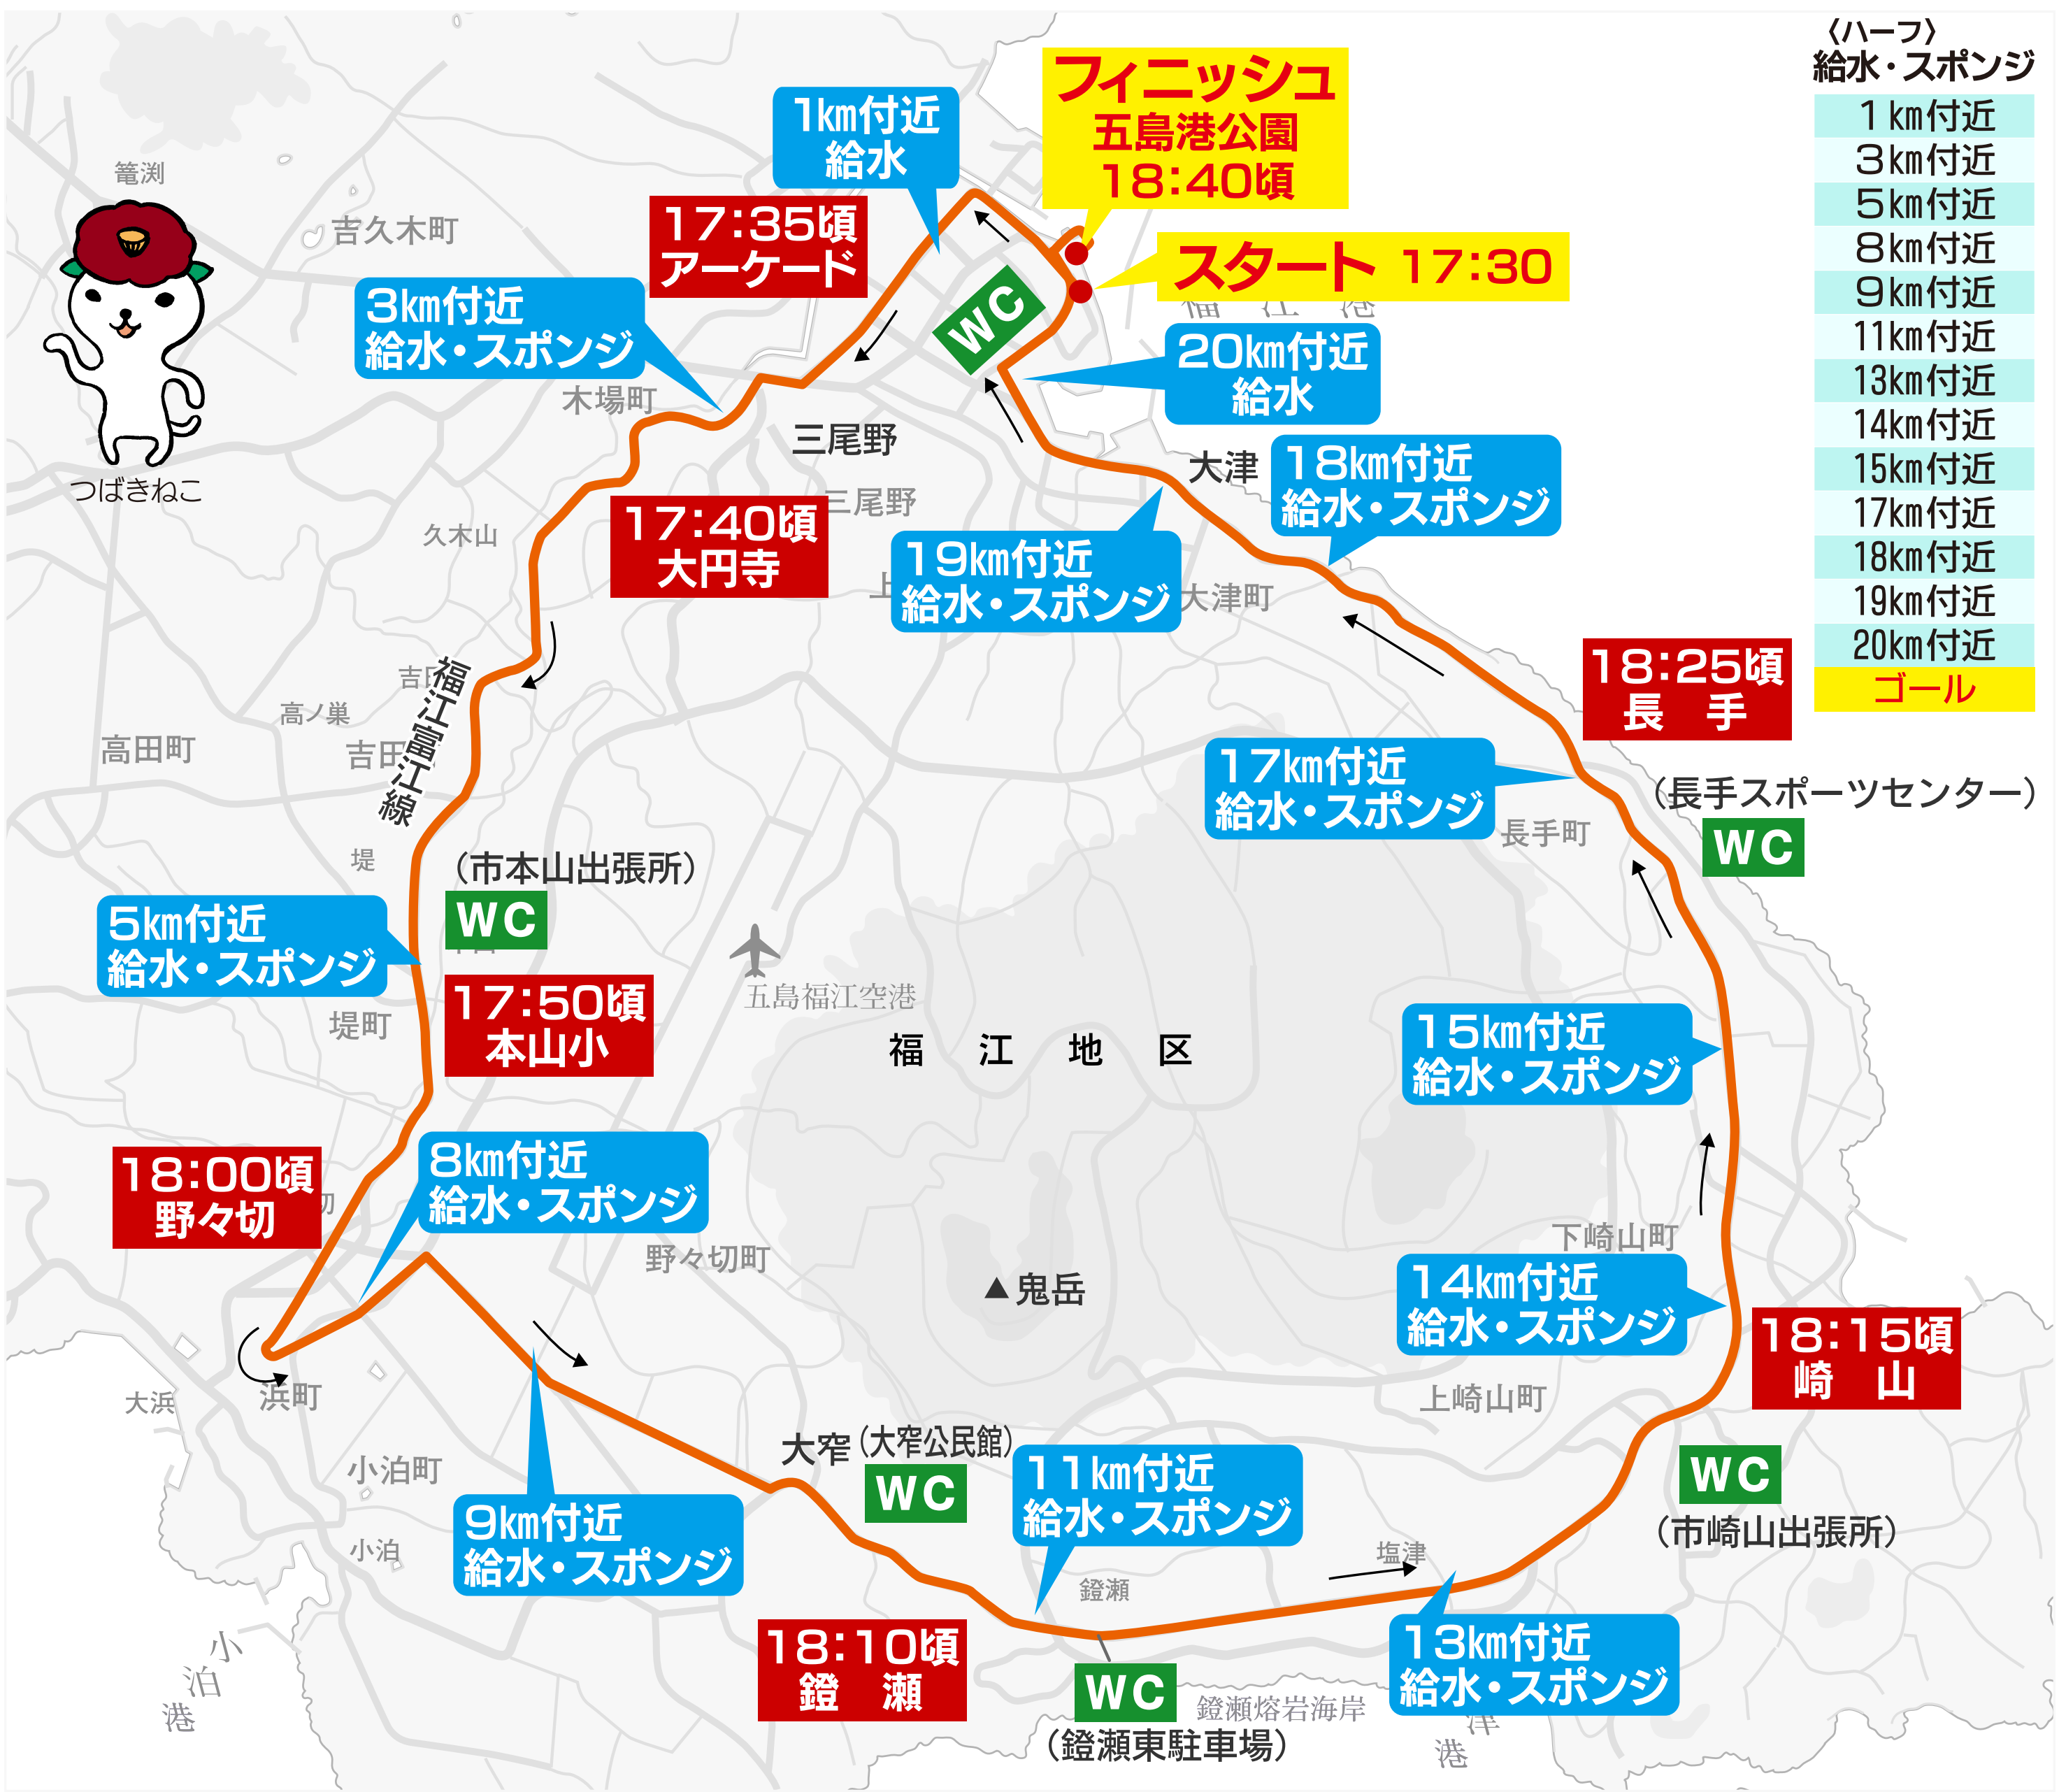 〈ハーフ〉
給水・スポンジ
1km付近
3km付近
5km付近
8km付近
9km付近
11km付近
13km付近
14km付近
15km付近
17km付近
18km付近
19km付近
20km付近
ゴール
フィニッシュ
五島港公園
18:40頃
スタート 17:30
福江港
1km付近
給水
17:35頃
アーケード
WC
篭渕
吉久木町
つばきねこ
3km付近
給水・スポンジ
木場町
三尾野
三尾野
20km付近
給水
大津
18km付近
給水・スポンジ
17:40頃
大円寺
久木山
上
19km付近
給水・スポンジ
大津町
18:25頃
長 手
吉田
福江富江線
高ノ巣
高田町
吉田
堤
17km付近
給水・スポンジ
(長手スポーツセンター)
WC
長手町
(市本山出張所)
WC
5km付近
給水・スポンジ
17:50頃
本山小
堤町
五島福江空港
福江地区
15km付近
給水・スポンジ
18:00頃
野々切
切
8km付近
給水・スポンジ
野々切町
▲鬼岳
下崎山町
14km付近
給水・スポンジ
18:15頃
崎 山
上崎山町
大浜
浜町
小泊町
小泊
大窄
(大窄公民館)
WC
9km付近
給水・スポンジ
11km付近
給水・スポンジ
WC
(市崎山出張所)
塩津
鐙瀬
13km付近
給水・スポンジ
18:10頃
鐙 瀬
WC
(鐙瀬東駐車場)
鐙瀬熔岩海岸
津港
小泊港